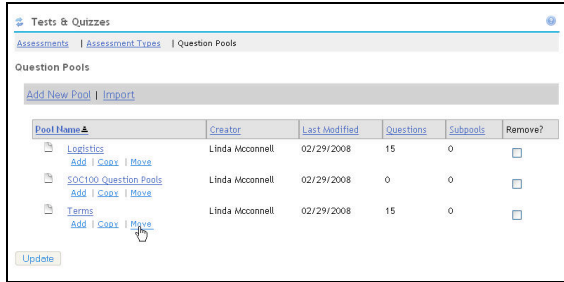 Tests & Quizzes
Assessments | Assessment Types | Question Pools
Question Pools
Add New Pool | Import
Pool Name Creator Last Modified Questions Subpools Remove?
Logistics Linda Mcconnell 02/29/2008 15 0
Add | Copy | Move
SOC100 Question Pools Linda Mcconnell 02/29/2008 0 0
Add | Copy | Move
Terms Linda Mcconnell 02/29/2008 15 0
Add | Copy | Move
Update